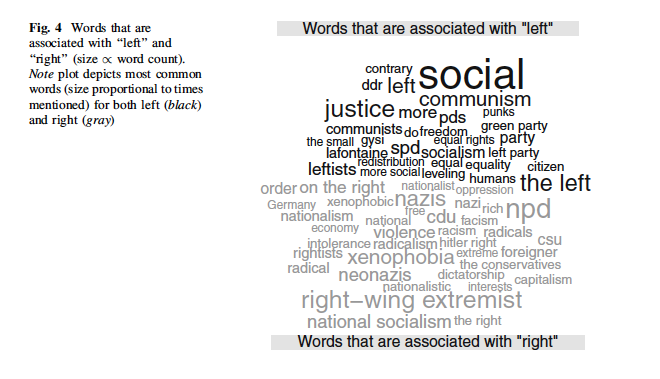 Fig. 4 Words that are
associated with “left” and
“right” (size ∝ word count).
Note plot depicts most common
words (size proportional to times
mentioned) for both left (black)
and right (gray)
Words that are associated with "left"
contrary social
ddr left
communism
justice more pds punks
communists do freedom green party
the small gysi equal rights party
lafontaine spd socialism left party
redistribution equal equality citizen
leftists more social leveling humans the left
order on the right nationalist oppression
Germany xenophobic nazis nazi rich npd
nationalism national free cdu facism
economy violence racism radicals
intolerance radicalism hitler right csu
rightists xenophobia extreme foreigner
radical the conservatives
neonazis dictatorship capitalism
nationalistic interests
right-wing extremist
national socialism the right
Words that are associated with "right"